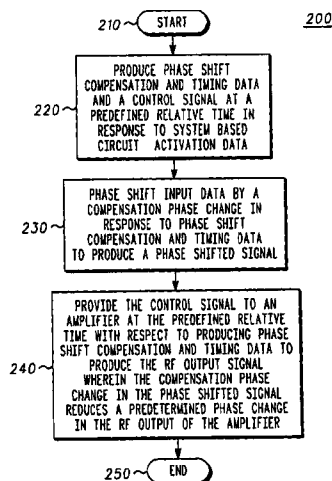 210
START
200
220
PRODUCE PHASE SHIFT
COMPENSATION AND TIMING DATA
AND A CONTROL SIGNAL AT A
PREDEFINED RELATIVE TIME IN
RESPONSE TO SYSTEM BASED
CIRCUIT ACTIVATION DATA
230
PHASE SHIFT INPUT DATA BY A
COMPENSATION PHASE CHANGE IN
RESPONSE TO PHASE SHIFT
COMPENSATION AND TIMING DATA
TO PRODUCE A PHASE SHIFTED SIGNAL
240
PROVIDE THE CONTROL SIGNAL TO AN
AMPLIFIER AT THE PREDEFINED RELATIVE
TIME WITH RESPECT TO PRODUCING PHASE
SHIFT COMPENSATION AND TIMING DATA TO
PRODUCE THE RF OUTPUT SIGNAL
WHEREIN THE COMPENSATION PHASE
CHANGE IN THE PHASE SHIFTED SIGNAL
REDUCES A PREDETERMINED PHASE CHANGE
IN THE RF OUTPUT OF THE AMPLIFIER
250
END